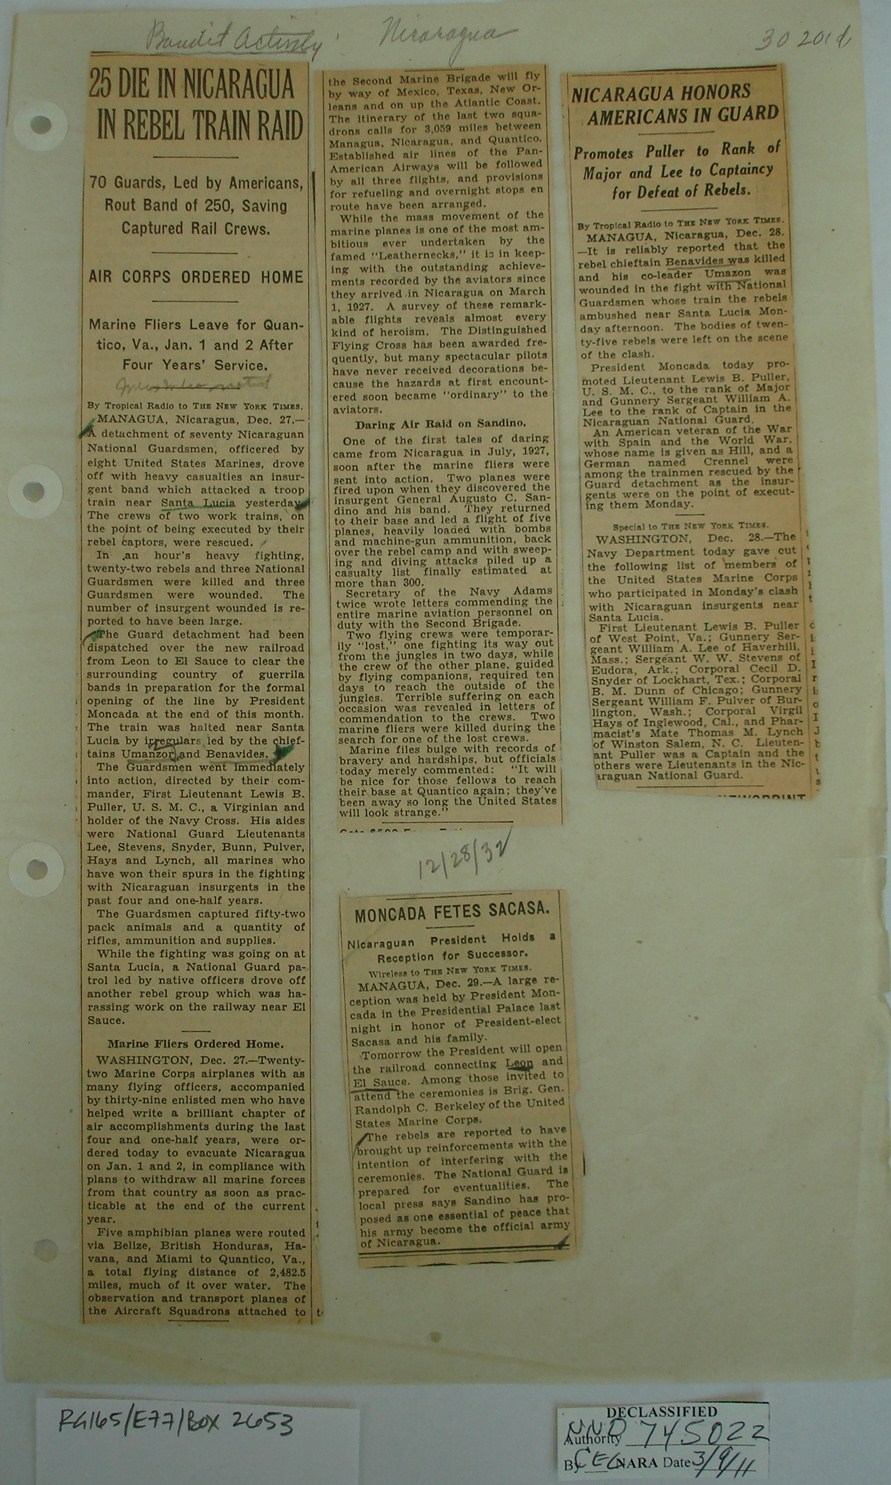 Bandit Activity Nicaragua 30 20 1d
25 DIE IN NICARAGUA
IN REBEL TRAIN RAID
70 Guards, Led by Americans,
Rout Band of 250, Saving
Captured Rail Crews.
AIR CORPS ORDERED HOME
Marine Fliers Leave for Quan-
tico, Va., Jan. 1 and 2 After
Four Years' Service.
By Tropical Radio to THE NEW YORK TIMES.
MANAGUA, Nicaragua, Dec. 27.—
A detachment of seventy Nicaraguan
National Guardsmen, officered by
eight United States Marines, drove
off with heavy casualties an insur-
gent band which attacked a troop
train near Santa Lucia yesterday.
The crews of two work trains, on
the point of being executed by their
rebel captors, were rescued.
In an hour's heavy fighting,
twenty-two rebels and three National
Guardsmen were killed and three
Guardsmen were wounded. The
number of insurgent wounded is re-
ported to have been large.
The Guard detachment had been
dispatched over the new railroad
from Leon to El Sauce to clear the
surrounding country of guerrila
bands in preparation for the formal
opening of the line by President
Moncada at the end of this month.
The train was halted near Santa
Lucia by irregulars led by the chief-
tains Umanzor and Benavides.
The Guardsmen went immediately
into action, directed by their com-
mander, First Lieutenant Lewis B.
Puller, U. S. M. C., a Virginian and
holder of the Navy Cross. His aides
were National Guard Lieutenants
Lee, Stevens, Snyder, Bunn, Pulver,
Hays and Lynch, all marines who
have won their spurs in the fighting
with Nicaraguan insurgents in the
past four and one-half years.
The Guardsmen captured fifty-two
pack animals and a quantity of
rifles, ammunition and supplies.
While the fighting was going on at
Santa Lucia, a National Guard pa-
trol led by native officers drove off
another rebel group which was ha-
rassing work on the railway near El
Sauce.
Marine Fliers Ordered Home.
WASHINGTON, Dec. 27.—Twenty-
two Marine Corps airplanes with as
many flying officers, accompanied
by thirty-nine enlisted men who have
helped write a brilliant chapter of
air accomplishments during the last
four and one-half years, were or-
dered today to evacuate Nicaragua
on Jan. 1 and 2, in compliance with
plans to withdraw all marine forces
from that country as soon as prac-
ticable at the end of the current
year.
Five amphibian planes were routed
via Belize, British Honduras, Ha-
vana, and Miami to Quantico, Va.,
a total flying distance of 2,482.5
miles, much of it over water. The
observation and transport planes of
the Aircraft Squadrons attached to
the Second Marine Brigade will fly
by way of Mexico, Texas, New Or-
leans and on up the Atlantic Coast.
The itinerary of the last two squa-
drons calls for 3,059 miles between
Managua, Nicaragua, and Quantico.
Established air lines of the Pan-
American Airways will be followed
by all three flights, and provisions
for refueling and overnight stops en
route have been arranged.
While the mass movement of the
marine planes is one of the most am-
bitious ever undertaken by the
famed "Leathernecks," it is in keep-
ing with the outstanding achieve-
ments recorded by the aviators since
they arrived in Nicaragua on March
1, 1927. A survey of these remark-
able flights reveals almost every
kind of heroism. The Distinguished
Flying Cross has been awarded fre-
quently, but many spectacular pilots
have never received decorations be-
cause the hazards at first encount-
ered soon became "ordinary" to the
aviators.
Daring Air Raid on Sandino.
One of the first tales of daring
came from Nicaragua in July, 1927,
soon after the marine fliers were
sent into action. Two planes were
fired upon when they discovered the
insurgent General Augusto C. San-
dino and his band. They returned
to their base and led a flight of five
planes, heavily loaded with bombs
and machine-gun ammunition, back
over the rebel camp and with sweep-
ing and diving attacks piled up a
casualty list finally estimated at
more than 300.
Secretary of the Navy Adams
twice wrote letters commending the
entire marine aviation personnel on
duty with the Second Brigade.
Two flying crews were temporar-
ily "lost," one fighting its way out
from the jungles in two days, while
the crew of the other plane, guided
by flying companions, required ten
days to reach the outside of the
jungles. Terrible suffering on each
occasion was revealed in letters of
commendation to the crews. Two
marine fliers were killed during the
search for one of the lost crews.
Marine files bulge with records of
bravery and hardships, but officials
today merely commented: "It will
be nice for those fellows to reach
their base at Quantico again; they've
been away so long the United States
will look strange."
12/28/32
MONCADA FETES SACASA.
Nicaraguan President Holds a
Reception for Successor.
Wireless to THE NEW YORK TIMES.
MANAGUA, Dec. 29.—A large re-
ception was held by President Mon-
cada in the Presidential Palace last
night in honor of President-elect
Sacasa and his family.
Tomorrow the President will open
the railroad connecting Leon and
El Sauce. Among those invited to
attend the ceremonies is Brig. Gen.
Randolph C. Berkeley of the United
States Marine Corps.
The rebels are reported to have
brought up reinforcements with the
intention of interfering with the
ceremonies. The National Guard is
prepared for eventualities. The
local press says Sandino has pro-
posed as one essential of peace that
his army become the official army
of Nicaragua.
NICARAGUA HONORS
AMERICANS IN GUARD
Promotes Puller to Rank of
Major and Lee to Captaincy
for Defeat of Rebels.
By Tropical Radio to THE NEW YORK TIMES.
MANAGUA, Nicaragua, Dec. 28.
—It is reliably reported that the
rebel chieftain Benavides was killed
and his co-leader Umazon was
wounded in the fight with National
Guardsmen whose train the rebels
ambushed near Santa Lucia Mon-
day afternoon. The bodies of twen-
ty-five rebels were left on the scene
of the clash.
President Moncada today pro-
moted Lieutenant Lewis B. Puller,
U. S. M. C., to the rank of Major
and Gunnery Sergeant William A.
Lee to the rank of Captain in the
Nicaraguan National Guard.
An American veteran of the War
with Spain and the World War,
whose name is given as Hill, and a
German named Crennel were
among the trainmen rescued by the
Guard detachment as the insur-
gents were on the point of execut-
ing them Monday.
Special to THE NEW YORK TIMES.
WASHINGTON, Dec. 28.—The
Navy Department today gave out
the following list of members of
the United States Marine Corps
who participated in Monday's clash
with Nicaraguan insurgents near
Santa Lucia.
First Lieutenant Lewis B. Puller
of West Point, Va.; Gunnery Ser-
geant William A. Lee of Haverhill,
Mass.; Sergeant W. W. Stevens of
Eudora, Ark.; Corporal Cecil D.
Snyder of Lockhart, Tex.; Corporal
B. M. Dunn of Chicago; Gunnery
Sergeant William F. Pulver of Bur-
lington, Wash.; Corporal Virgil
Hays of Inglewood, Cal., and Phar-
macist's Mate Thomas M. Lynch
of Winston Salem, N. C. Lieuten-
ant Puller was a Captain and the
others were Lieutenants in the Nic-
araguan National Guard.
RG165/E77/Box 2653
DECLASSIFIED
Authority NND 745022
By CEG NARA Date 3/9/11